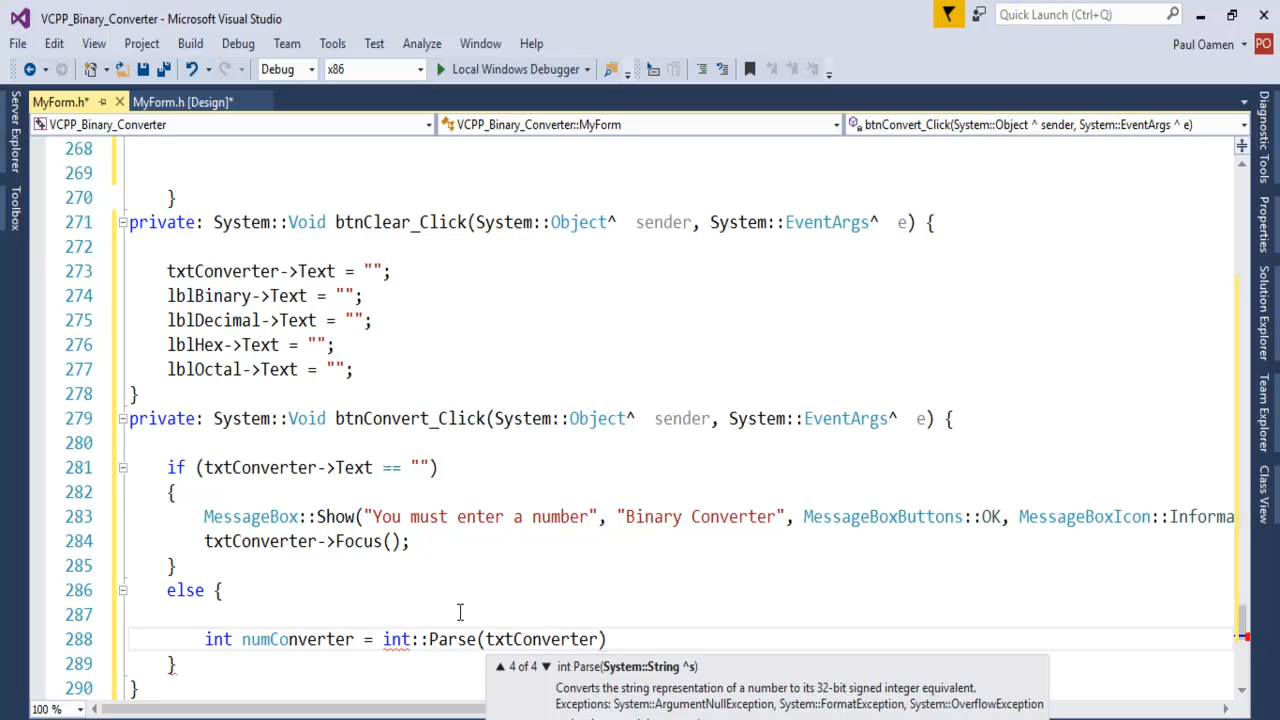 VCPP_Binary_Converter - Microsoft Visual Studio
Quick Launch (Ctrl+Q)
File Edit View Project Build Debug Team Tools Test Analyze Window Help
Paul Oamen PO
Debug x86 Local Windows Debugger
MyForm.h* MyForm.h [Design]*
VCPP_Binary_Converter VCPP_Binary_Converter::MyForm btnConvert_Click(System::Object ^ sender, System::EventArgs ^ e)
Server Explorer
Toolbox
268
269
270 }
271 private: System::Void btnClear_Click(System::Object^ sender, System::EventArgs^ e) {
272
273 txtConverter->Text = "";
274 lblBinary->Text = "";
275 lblDecimal->Text = "";
276 lblHex->Text = "";
277 lblOctal->Text = "";
278 }
279 private: System::Void btnConvert_Click(System::Object^ sender, System::EventArgs^ e) {
280
281 if (txtConverter->Text == "")
282 {
283 MessageBox::Show("You must enter a number", "Binary Converter", MessageBoxButtons::OK, MessageBoxIcon::Informa
284 txtConverter->Focus();
285 }
286 else {
287
288 int numConverter = int::Parse(txtConverter)
289 }
290 }
4 of 4 int Parse(System::String ^s)
Converts the string representation of a number to its 32-bit signed integer equivalent.
Exceptions: System::ArgumentNullException, System::FormatException, System::OverflowException
100 %
Diagnostic Tools
Properties
Solution Explorer
Team Explorer
Class View